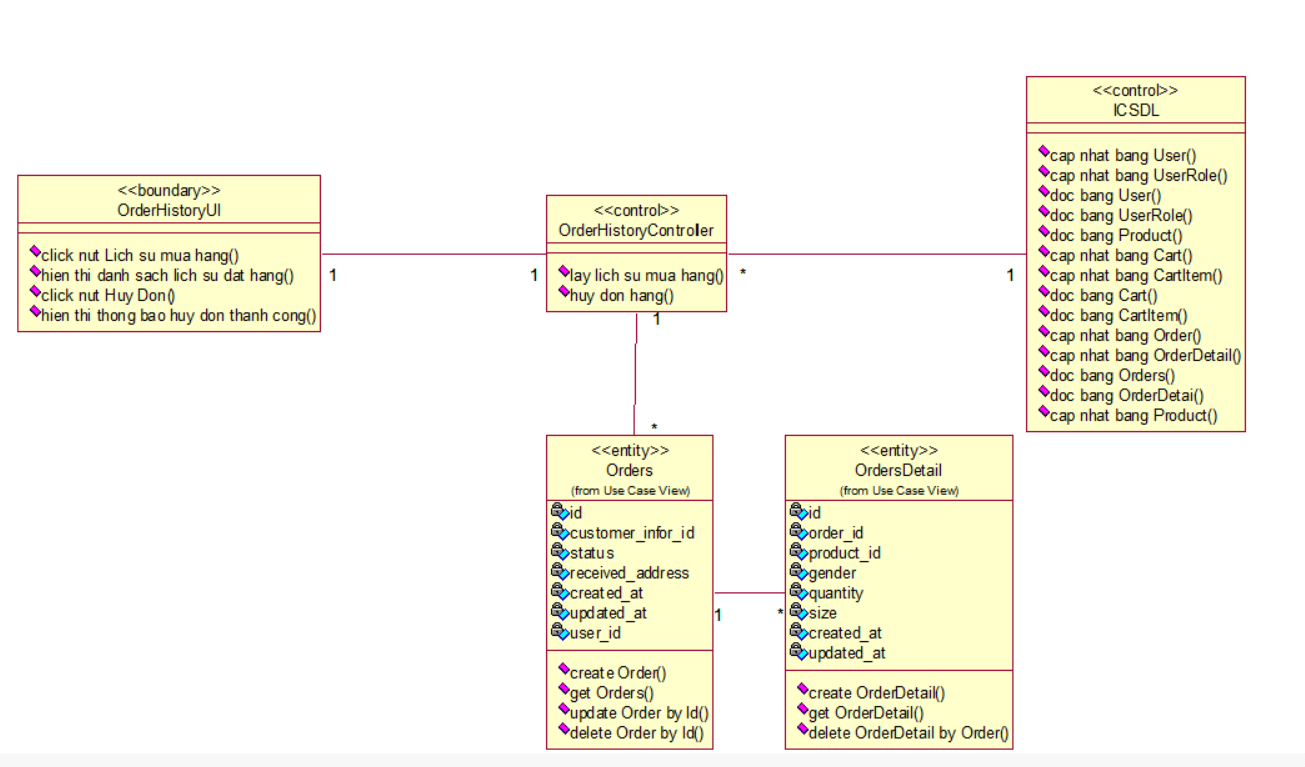 <<control>>
ICSDL
cap nhat bang User()
cap nhat bang UserRole()
doc bang User()
doc bang UserRole()
doc bang Product()
cap nhat bang Cart()
cap nhat bang CartItem()
doc bang Cart()
doc bang CartItem()
cap nhat bang Order()
cap nhat bang OrderDetail()
doc bang Orders()
doc bang OrderDetai()
cap nhat bang Product()
<<boundary>>
OrderHistoryUI
click nut Lich su mua hang()
hien thi danh sach lich su dat hang()
click nut Huy Don()
hien thi thong bao huy don thanh cong()
1
1
<<control>>
OrderHistoryControler
lay lich su mua hang()
huy don hang()
*
1
1
*
<<entity>>
Orders
(from Use Case View)
id
customer_infor_id
status
received_address
created_at
updated_at
user_id
create Order()
get Orders()
update Order by Id()
delete Order by Id()
1
*
<<entity>>
OrdersDetail
(from Use Case View)
id
order_id
product_id
gender
quantity
size
created_at
updated_at
create OrderDetail()
get OrderDetail()
delete OrderDetail by Order()